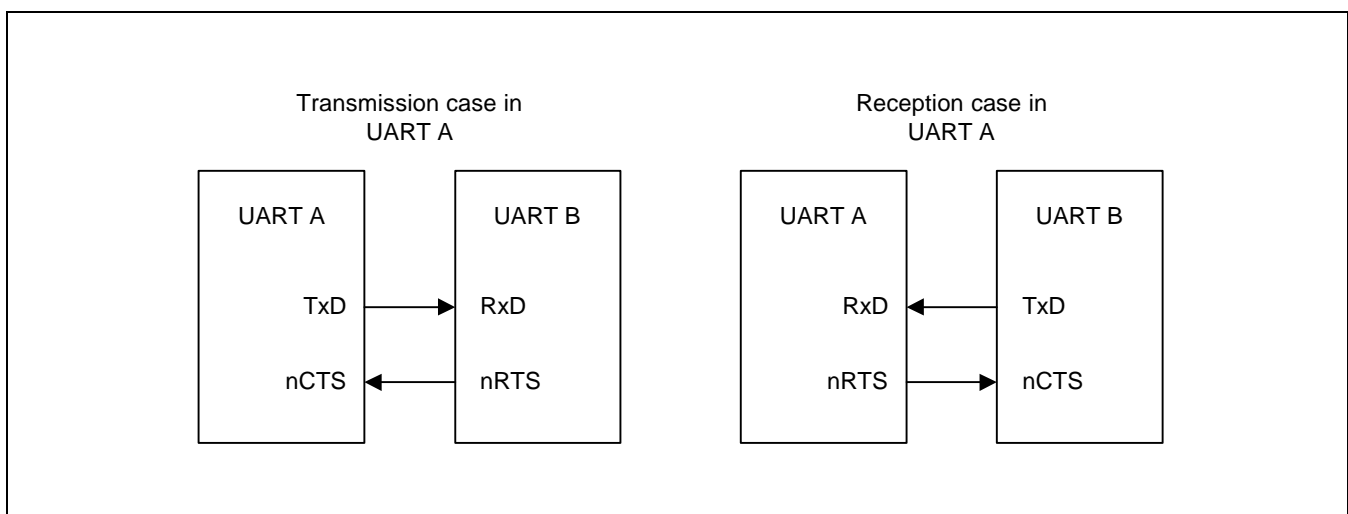 Transmission case in
UART A
Reception case in
UART A
UART A
UART B
TxD
RxD
nCTS
nRTS
UART A
UART B
RxD
TxD
nRTS
nCTS